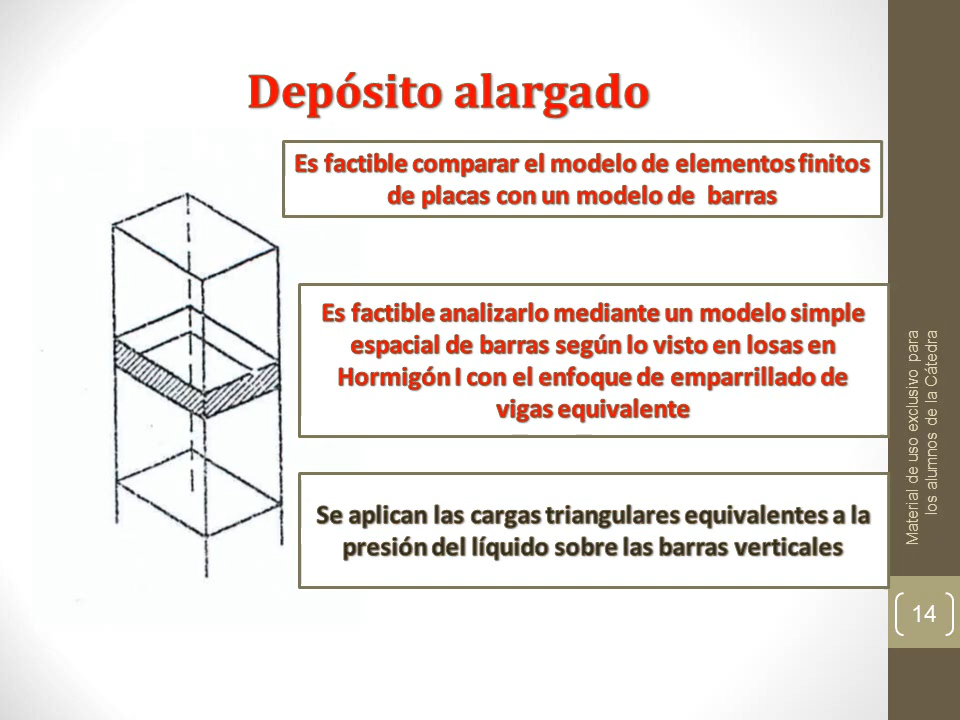 Depósito alargado
Es factible comparar el modelo de elementos finitos
de placas con un modelo de barras
Es factible analizarlo mediante un modelo simple
espacial de barras según lo visto en losas en
Hormigón I con el enfoque de emparrillado de
vigas equivalente
Se aplican las cargas triangulares equivalentes a la
presión del líquido sobre las barras verticales
Material de uso exclusivo para
los alumnos de la Cátedra
14